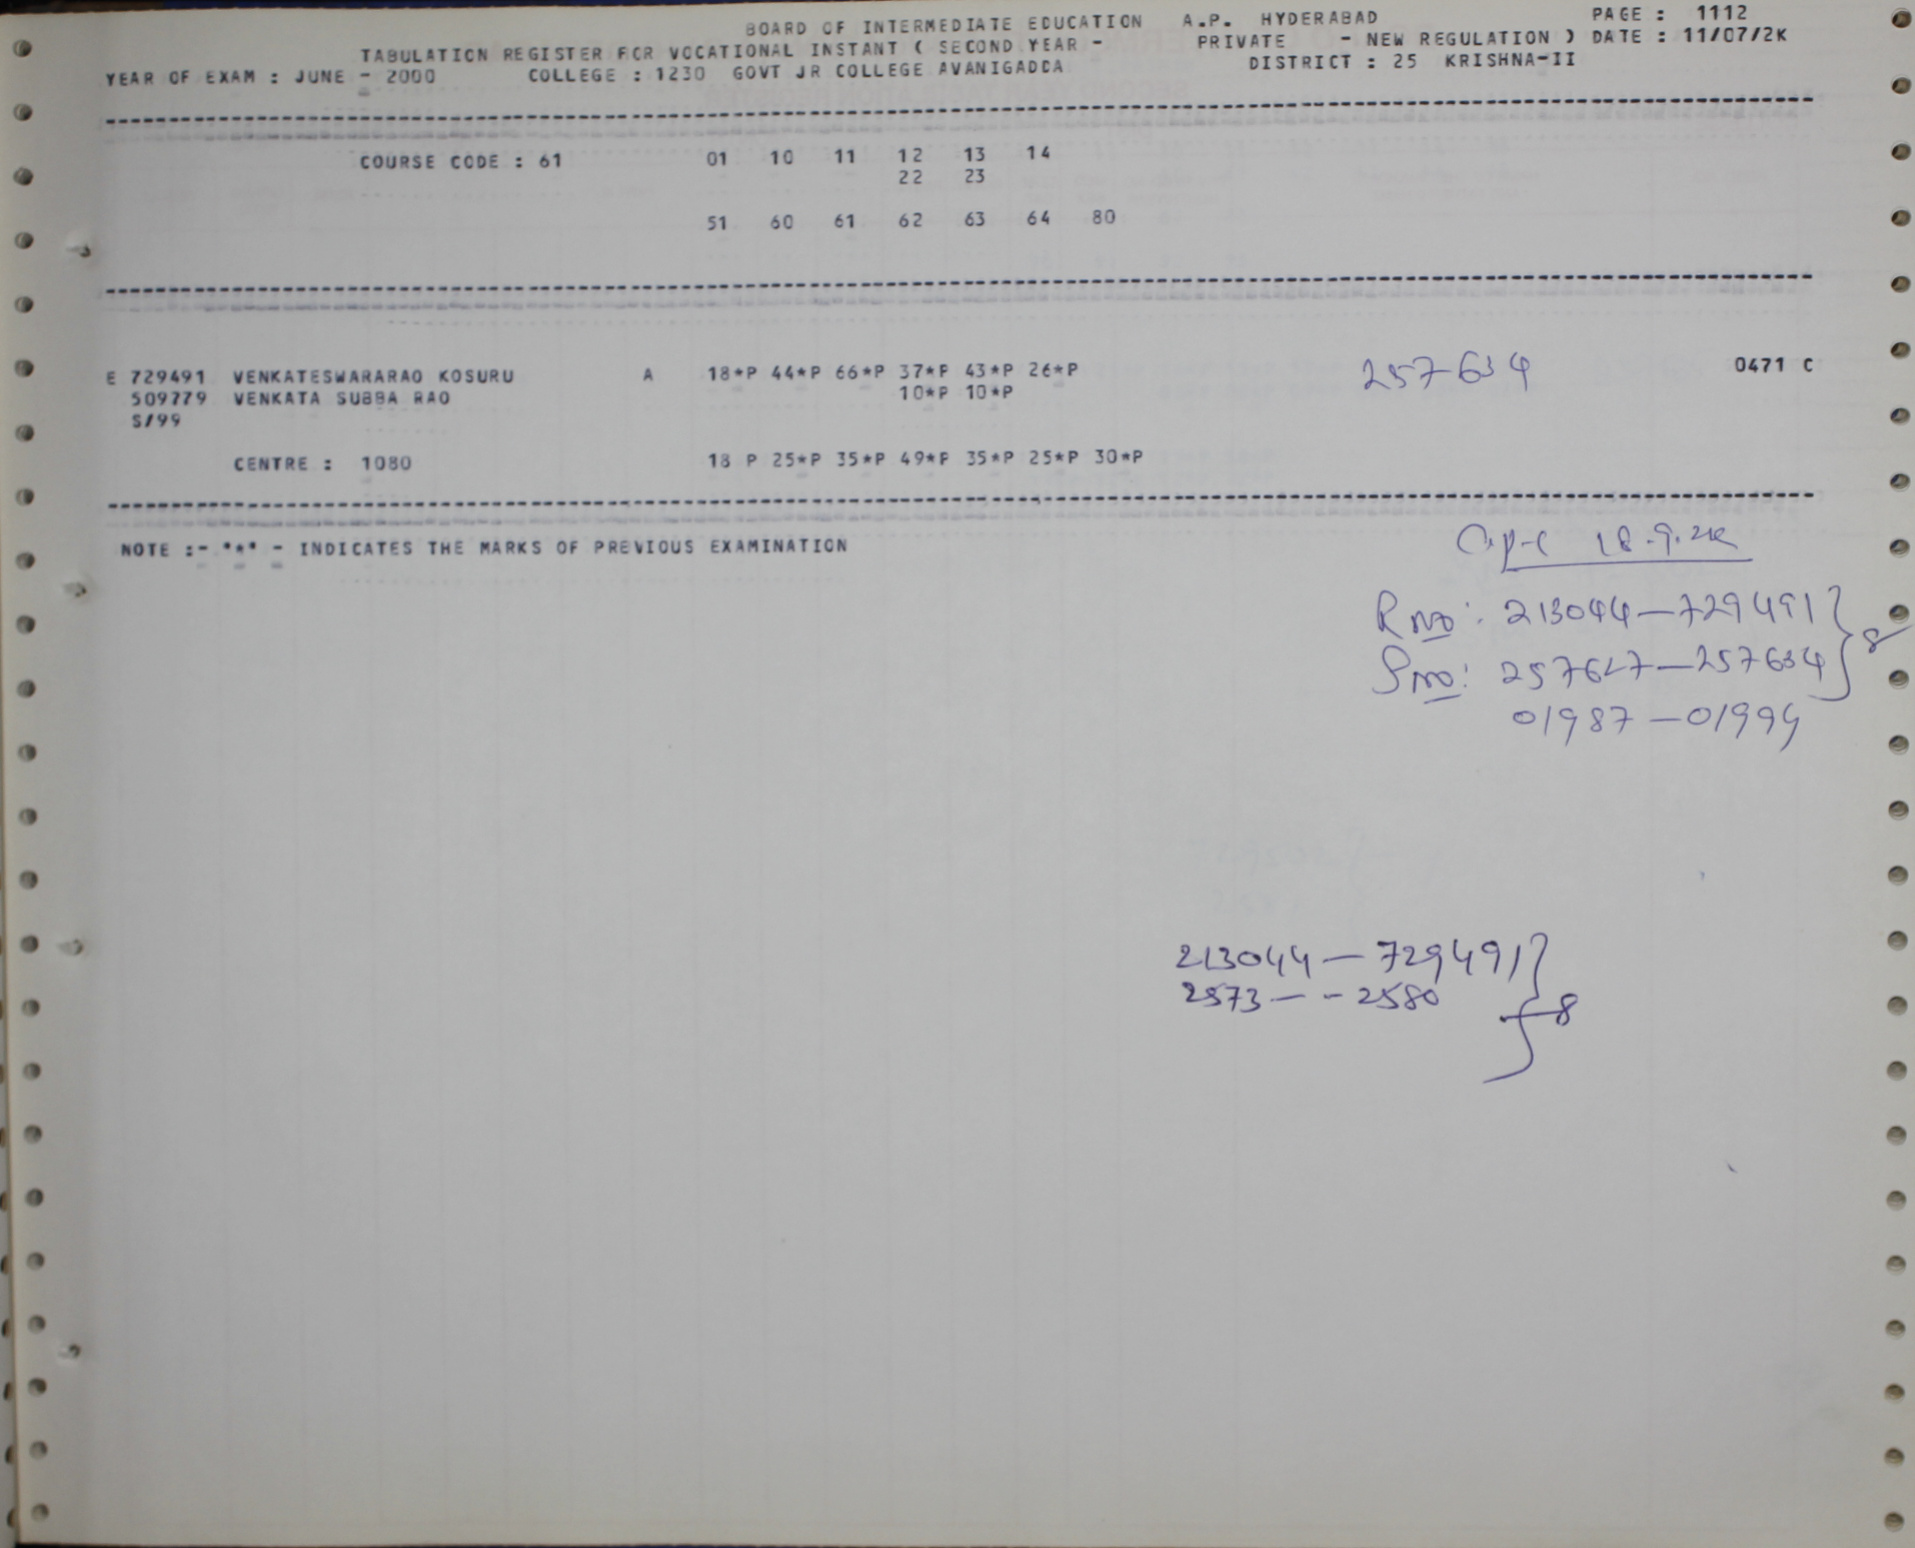 BOARD OF INTERMEDIATE EDUCATION A.P. HYDERABAD PAGE : 1112
TABULATION REGISTER FOR VOCATIONAL INSTANT ( SECOND YEAR - PRIVATE - NEW REGULATION ) DATE : 11/07/2K
YEAR OF EXAM : JUNE - 2000 COLLEGE : 1230 GOVT JR COLLEGE AVANIGADDA DISTRICT : 25 KRISHNA-II
COURSE CODE : 61 01 10 11 12 13 14
22 23
51 60 61 62 63 64 80
E 729491 VENKATESWARARAO KOSURU A 18*P 44*P 66*P 37*P 43*P 26*P 257634 0471 C
509779 VENKATA SUBBA RAO 10*P 10*P
S/99
CENTRE : 1080 18 P 25*P 35*P 49*P 35*P 25*P 30*P
NOTE :- "*" - INDICATES THE MARKS OF PREVIOUS EXAMINATION
18.9.2K
R no: 213044-729491 } 8
S no: 257627-257634
01987-01994
213044-729491 } 8
2573 - - 2580